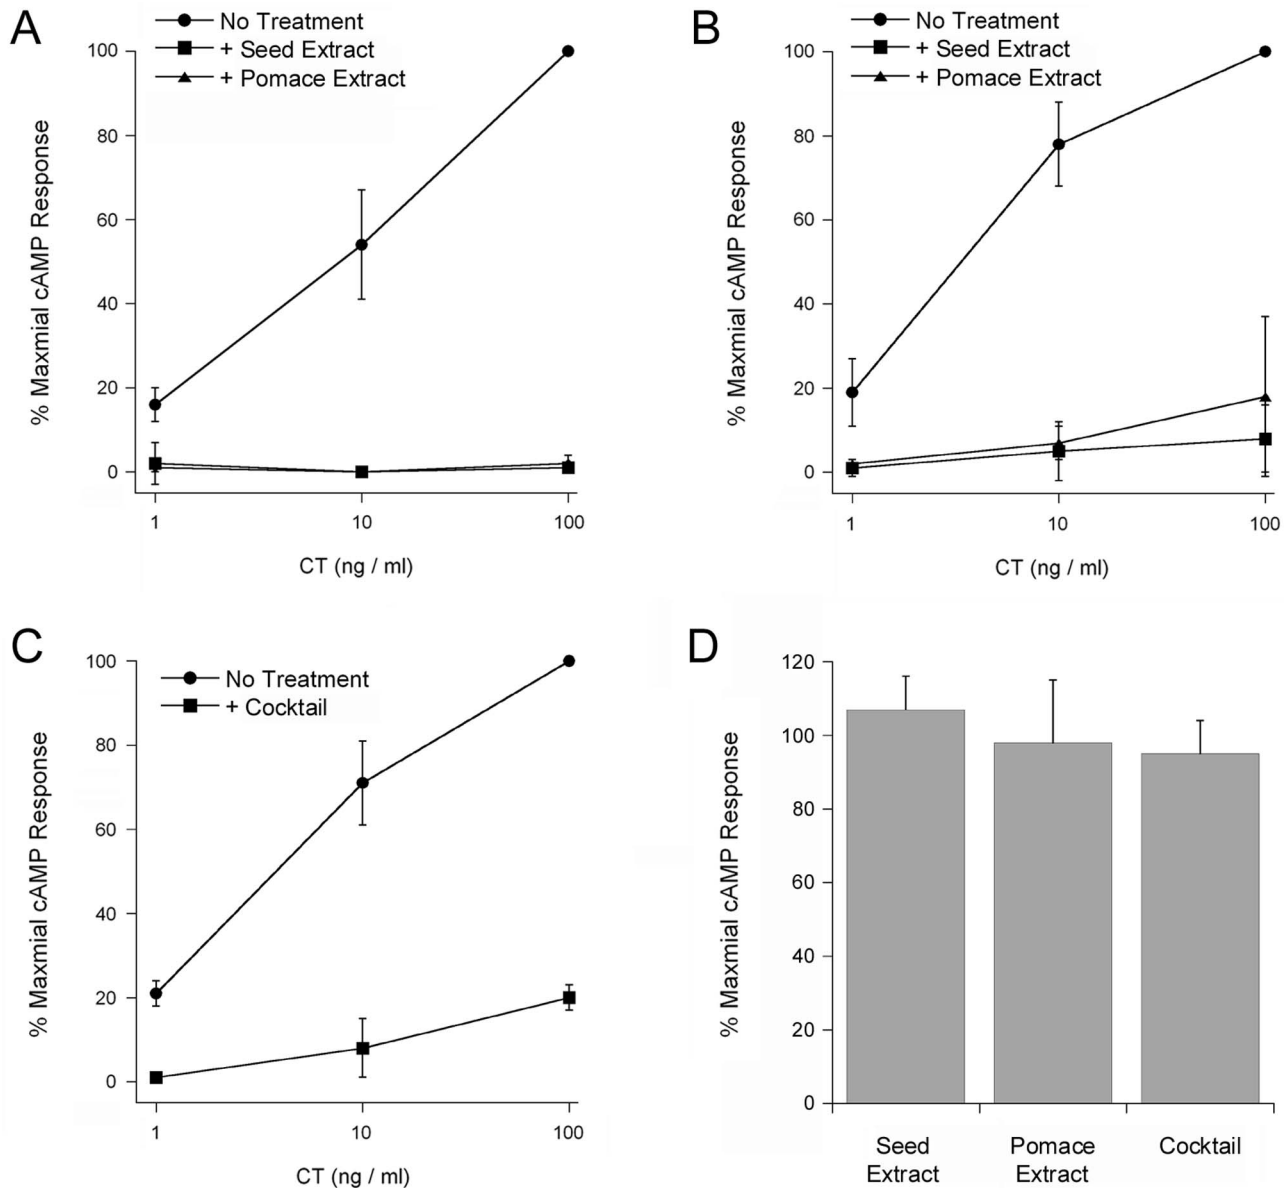 A
No Treatment
+ Seed Extract
+ Pomace Extract
% Maxmial cAMP Response
100
80
60
40
20
0
1
10
100
CT (ng / ml)
B
No Treatment
+ Seed Extract
+ Pomace Extract
% Maxmial cAMP Response
100
80
60
40
20
0
1
10
100
CT (ng / ml)
C
No Treatment
+ Cocktail
% Maxmial cAMP Response
100
80
60
40
20
0
1
10
100
CT (ng / ml)
D
% Maxmial cAMP Response
120
100
80
60
40
20
0
Seed
Extract
Pomace
Extract
Cocktail